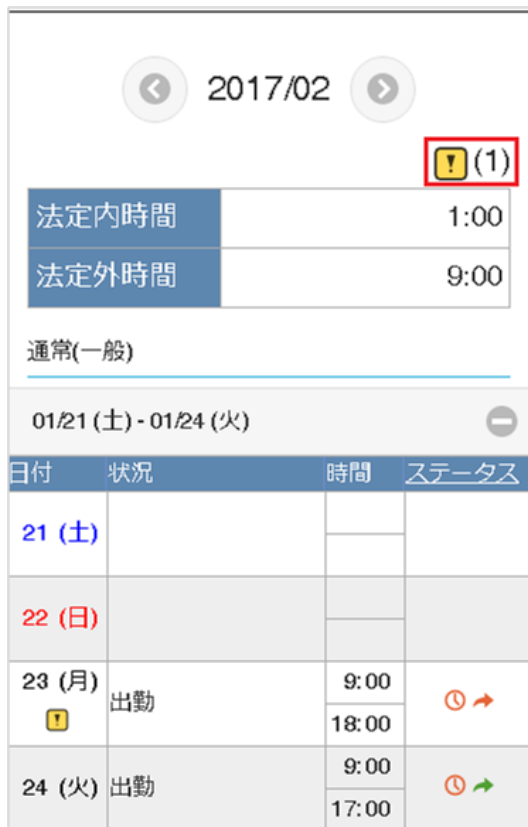 2017/02
(1)
法定内時間 1:00
法定外時間 9:00
通常(一般)
01/21 (土) - 01/24 (火)
日付 状況 時間 ステータス
21 (土)
22 (日)
23 (月) 出勤 9:00
18:00
24 (火) 出勤 9:00
17:00